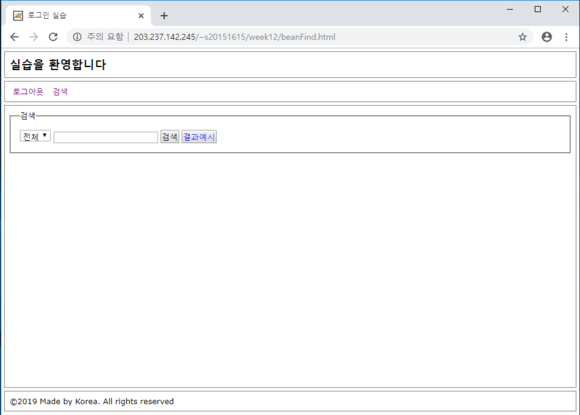 로그인 실습
주의 요함 | 203.237.142.245/~s20151615/week12/beanFind.html
실습을 환영합니다
로그아웃 검색
검색
전체 검색 결과예시
©2019 Made by Korea. All rights reserved